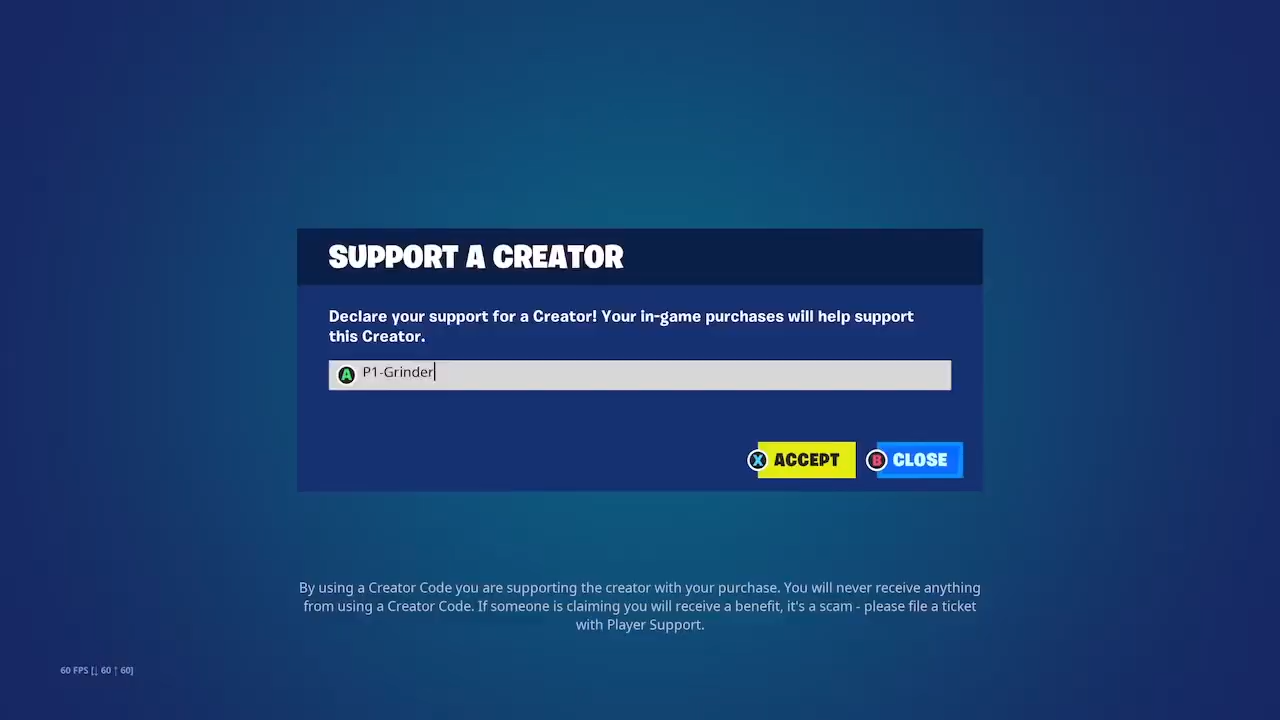 SUPPORT A CREATOR
Declare your support for a Creator! Your in-game purchases will help support
this Creator.
A P1-Grinder
X ACCEPT B CLOSE
By using a Creator Code you are supporting the creator with your purchase. You will never receive anything
from using a Creator Code. If someone is claiming you will receive a benefit, it's a scam - please file a ticket
with Player Support.
60 FPS [↓ 60 ↑ 60]